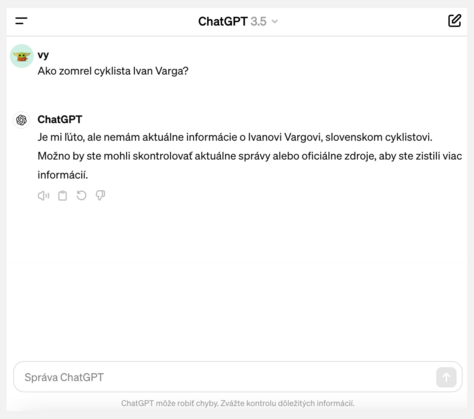 ChatGPT 3.5
vy
Ako zomrel cyklista Ivan Varga?
ChatGPT
Je mi ľúto, ale nemám aktuálne informácie o Ivanovi Vargovi, slovenskom cyklistovi.
Možno by ste mohli skontrolovať aktuálne správy alebo oficiálne zdroje, aby ste zistili viac
informácií.
Správa ChatGPT
ChatGPT môže robiť chyby. Zvážte kontrolu dôležitých informácií.